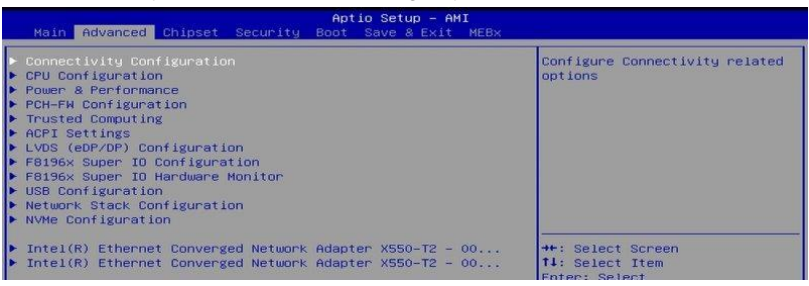 Aptio Setup – AMI
Main Advanced Chipset Security Boot Save & Exit MEBx
▶ Connectivity Configuration
▶ CPU Configuration
▶ Power & Performance
▶ PCH-FW Configuration
▶ Trusted Computing
▶ ACPI Settings
▶ LVDS (eDP/DP) Configuration
▶ F8196x Super IO Configuration
▶ F8196x Super IO Hardware Monitor
▶ USB Configuration
▶ Network Stack Configuration
▶ NVMe Configuration
▶ Intel(R) Ethernet Converged Network Adapter X550-T2 – 00...
▶ Intel(R) Ethernet Converged Network Adapter X550-T2 – 00...
Configure Connectivity related
options
→←: Select Screen
↑↓: Select Item
Enter: Select